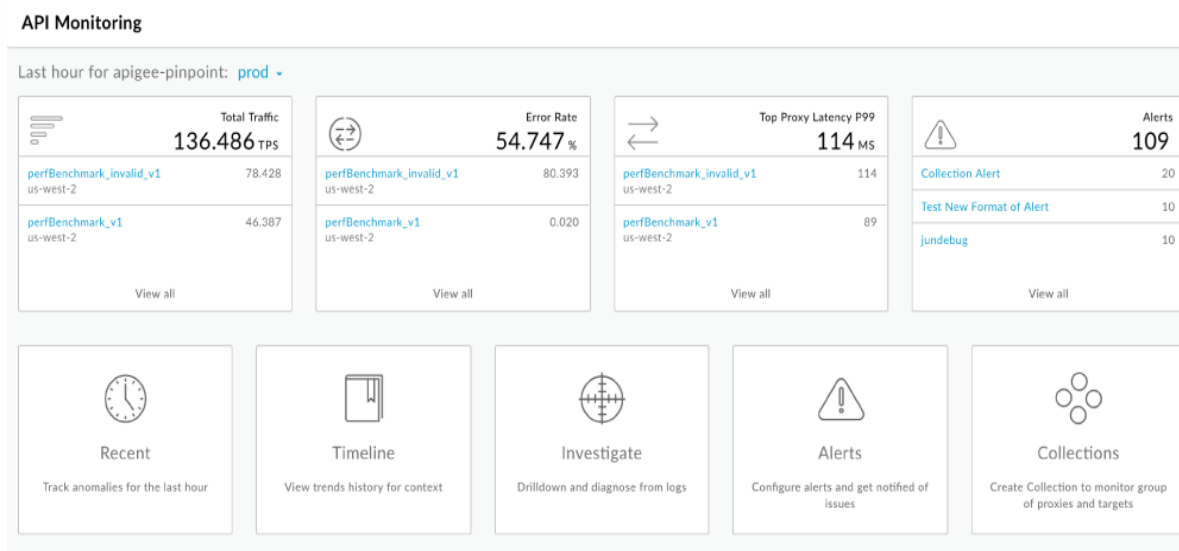 API Monitoring
Last hour for apigee-pinpoint: prod
Total Traffic
136.486 TPS
perfBenchmark_invalid_v1 78.428
us-west-2
perfBenchmark_v1 46.387
us-west-2
View all
Error Rate
54.747 %
perfBenchmark_invalid_v1 80.393
us-west-2
perfBenchmark_v1 0.020
us-west-2
View all
Top Proxy Latency P99
114 MS
perfBenchmark_invalid_v1 114
us-west-2
perfBenchmark_v1 89
us-west-2
View all
Alerts
109
Collection Alert 20
Test New Format of Alert 10
jundebug 10
View all
Recent
Track anomalies for the last hour
Timeline
View trends history for context
Investigate
Drilldown and diagnose from logs
Alerts
Configure alerts and get notified of
issues
Collections
Create Collection to monitor group
of proxies and targets